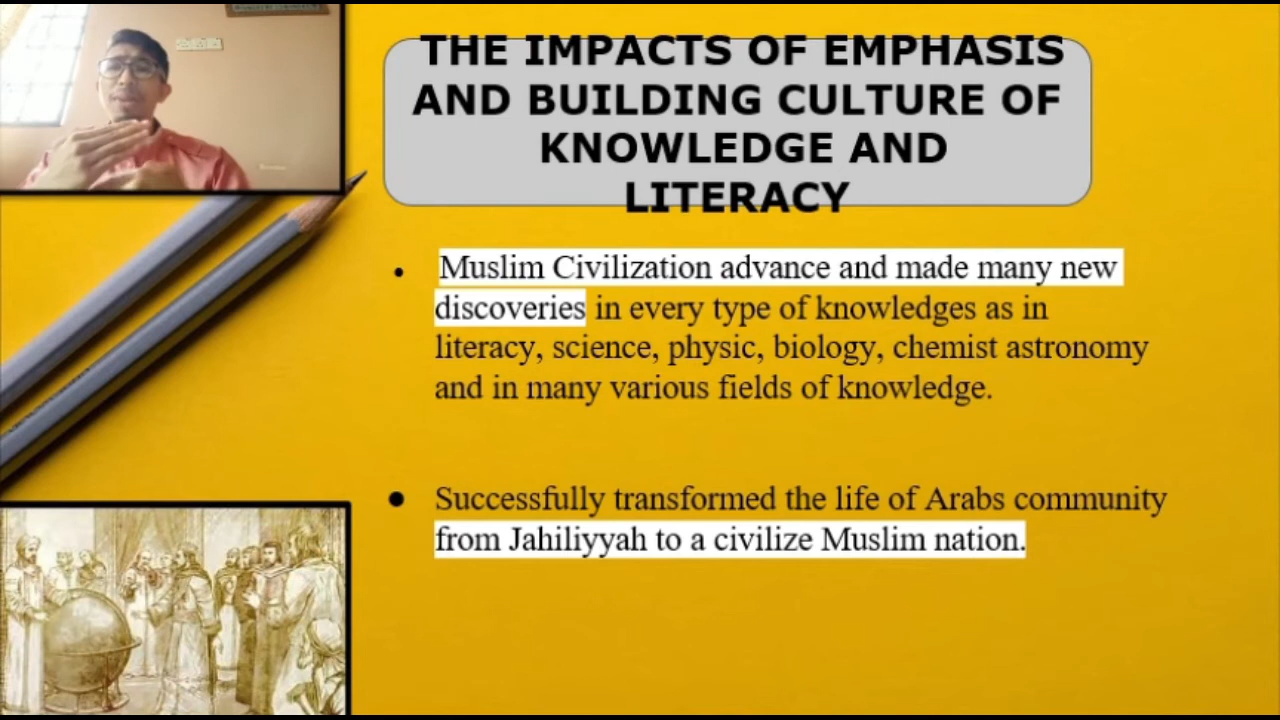 THE IMPACTS OF EMPHASIS
AND BUILDING CULTURE OF
KNOWLEDGE AND
LITERACY
• Muslim Civilization advance and made many new
discoveries in every type of knowledges as in
literacy, science, physic, biology, chemist astronomy
and in many various fields of knowledge.
• Successfully transformed the life of Arabs community
from Jahiliyyah to a civilize Muslim nation.